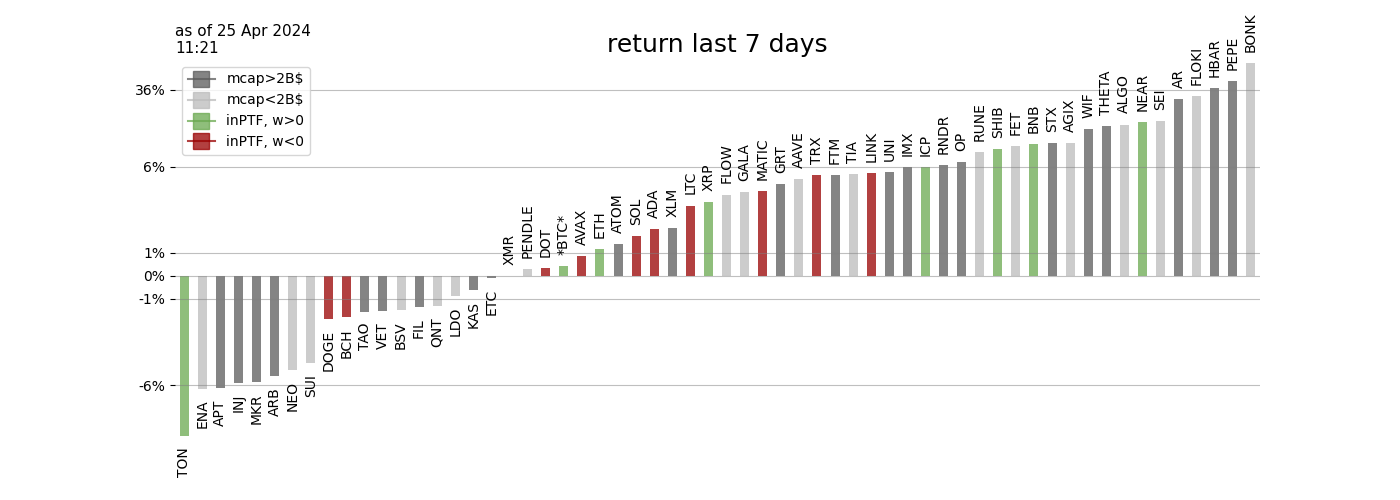 as of 25 Apr 2024
11:21
return last 7 days
mcap>2B$
mcap<2B$
inPTF, w>0
inPTF, w<0
36%
6%
1%
0%
-1%
-6%
TON
ENA
APT
INJ
MKR
ARB
NEO
SUI
DOGE
BCH
TAO
VET
BSV
FIL
QNT
LDO
KAS
ETC
XMR
PENDLE
DOT
*BTC*
AVAX
ETH
ATOM
SOL
ADA
XLM
LTC
XRP
FLOW
GALA
MATIC
GRT
AAVE
TRX
FTM
TIA
LINK
UNI
IMX
ICP
RNDR
OP
RUNE
SHIB
FET
BNB
STX
AGIX
WIF
THETA
ALGO
NEAR
SEI
AR
FLOKI
HBAR
PEPE
BONK